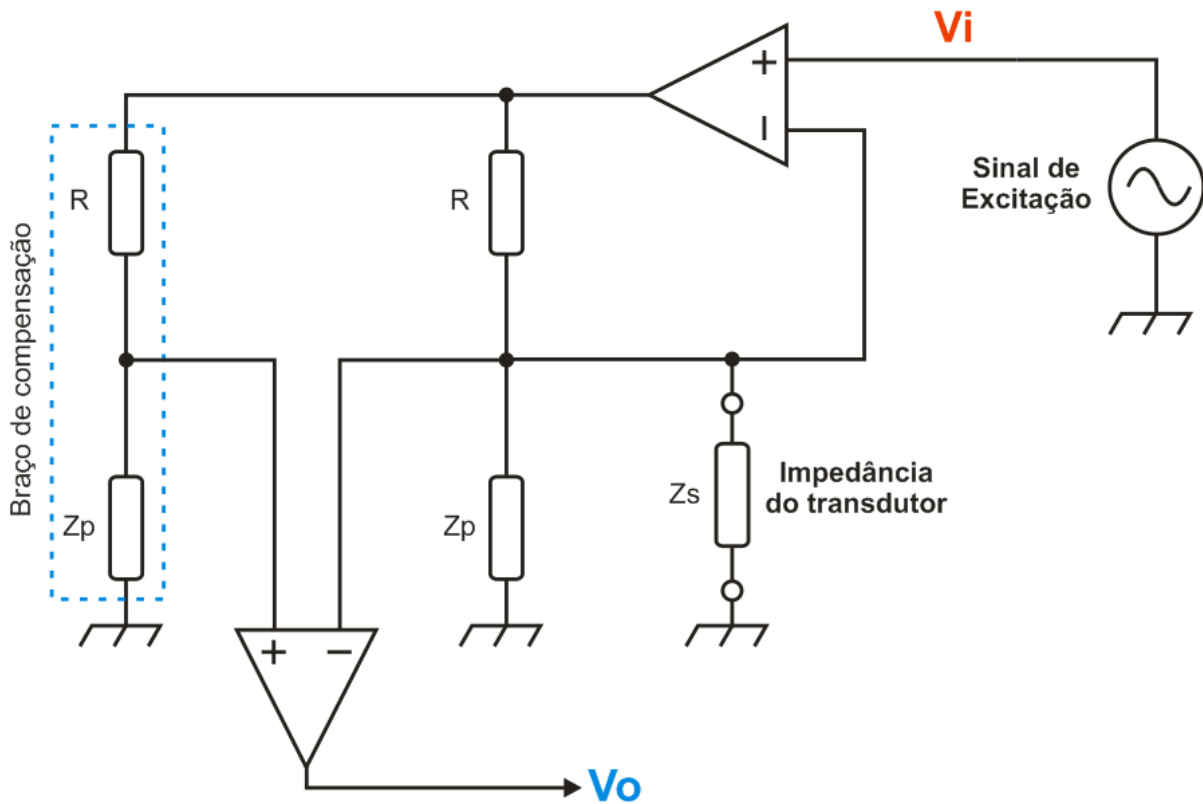 Vi
+
−
Sinal de
Excitação
R
R
Braço de compensação
Zp
Zp
Zs
Impedância
do transdutor
+
−
Vo